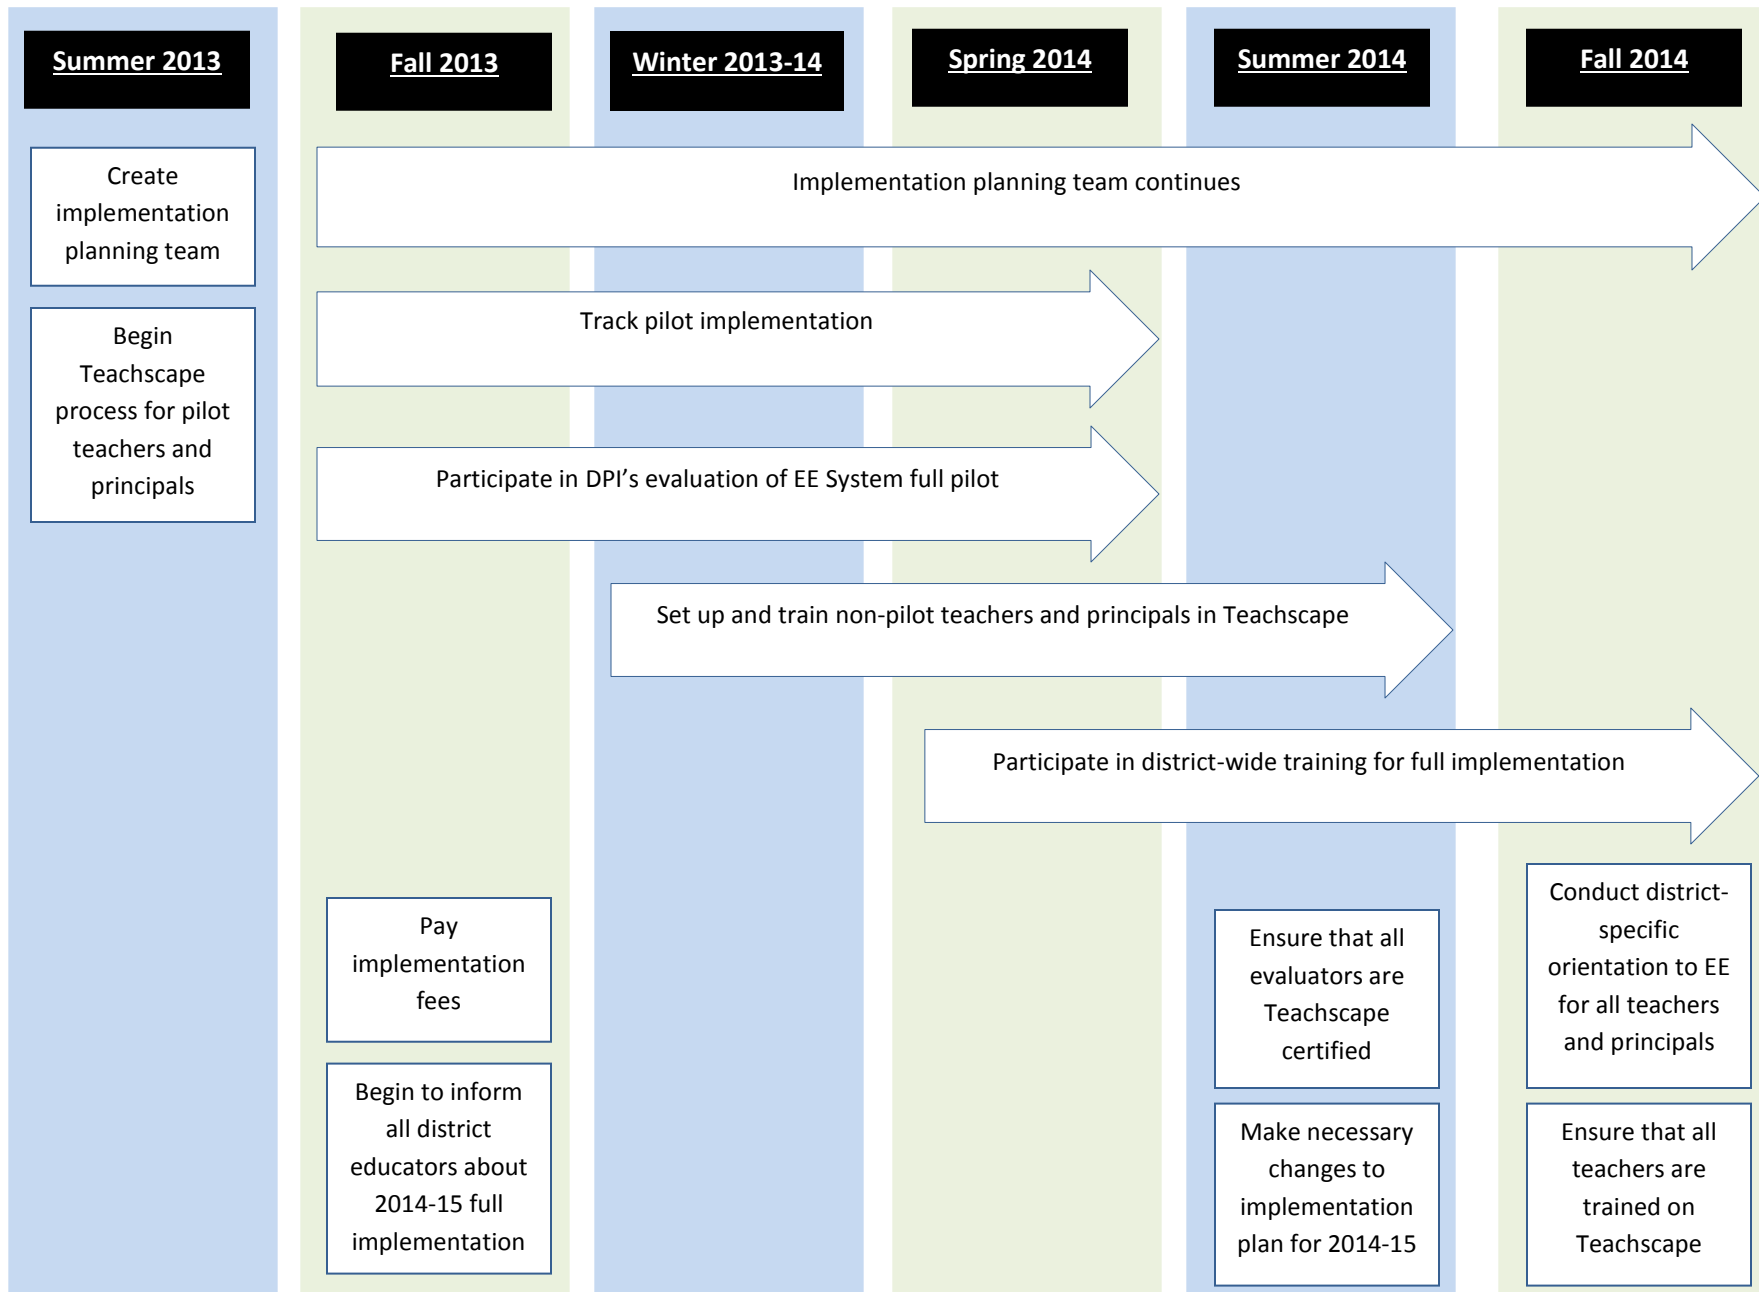 Summer 2013
Fall 2013
Winter 2013-14
Spring 2014
Summer 2014
Fall 2014
Create
implementation
planning team
Implementation planning team continues
Begin
Teachscape
process for pilot
teachers and
principals
Track pilot implementation
Participate in DPI’s evaluation of EE System full pilot
Set up and train non-pilot teachers and principals in Teachscape
Participate in district-wide training for full implementation
Pay
implementation
fees
Begin to inform
all district
educators about
2014-15 full
implementation
Ensure that all
evaluators are
Teachscape
certified
Make necessary
changes to
implementation
plan for 2014-15
Conduct district-
specific
orientation to EE
for all teachers
and principals
Ensure that all
teachers are
trained on
Teachscape